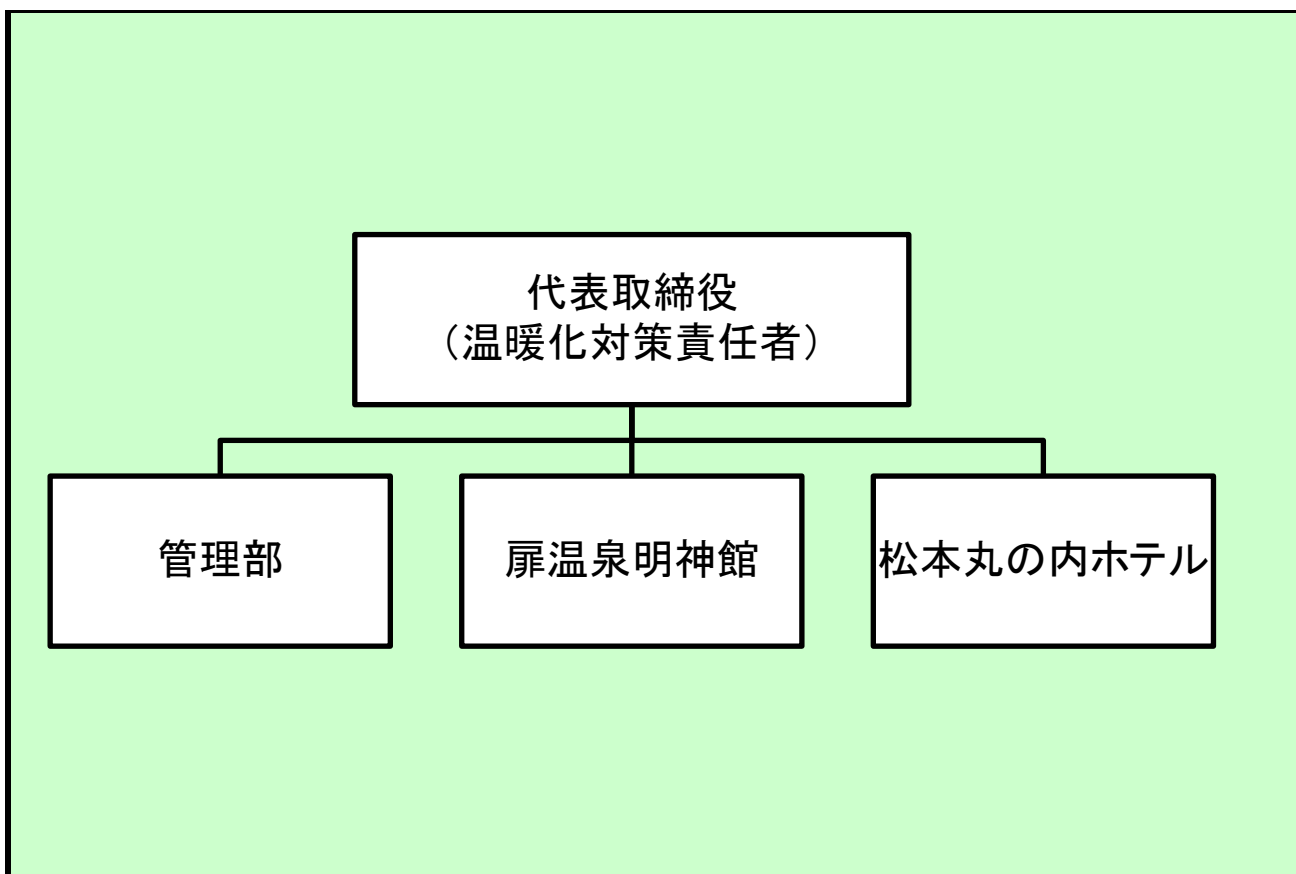 代表取締役
（温暖化対策責任者）
管理部
扉温泉明神館
松本丸の内ホテル